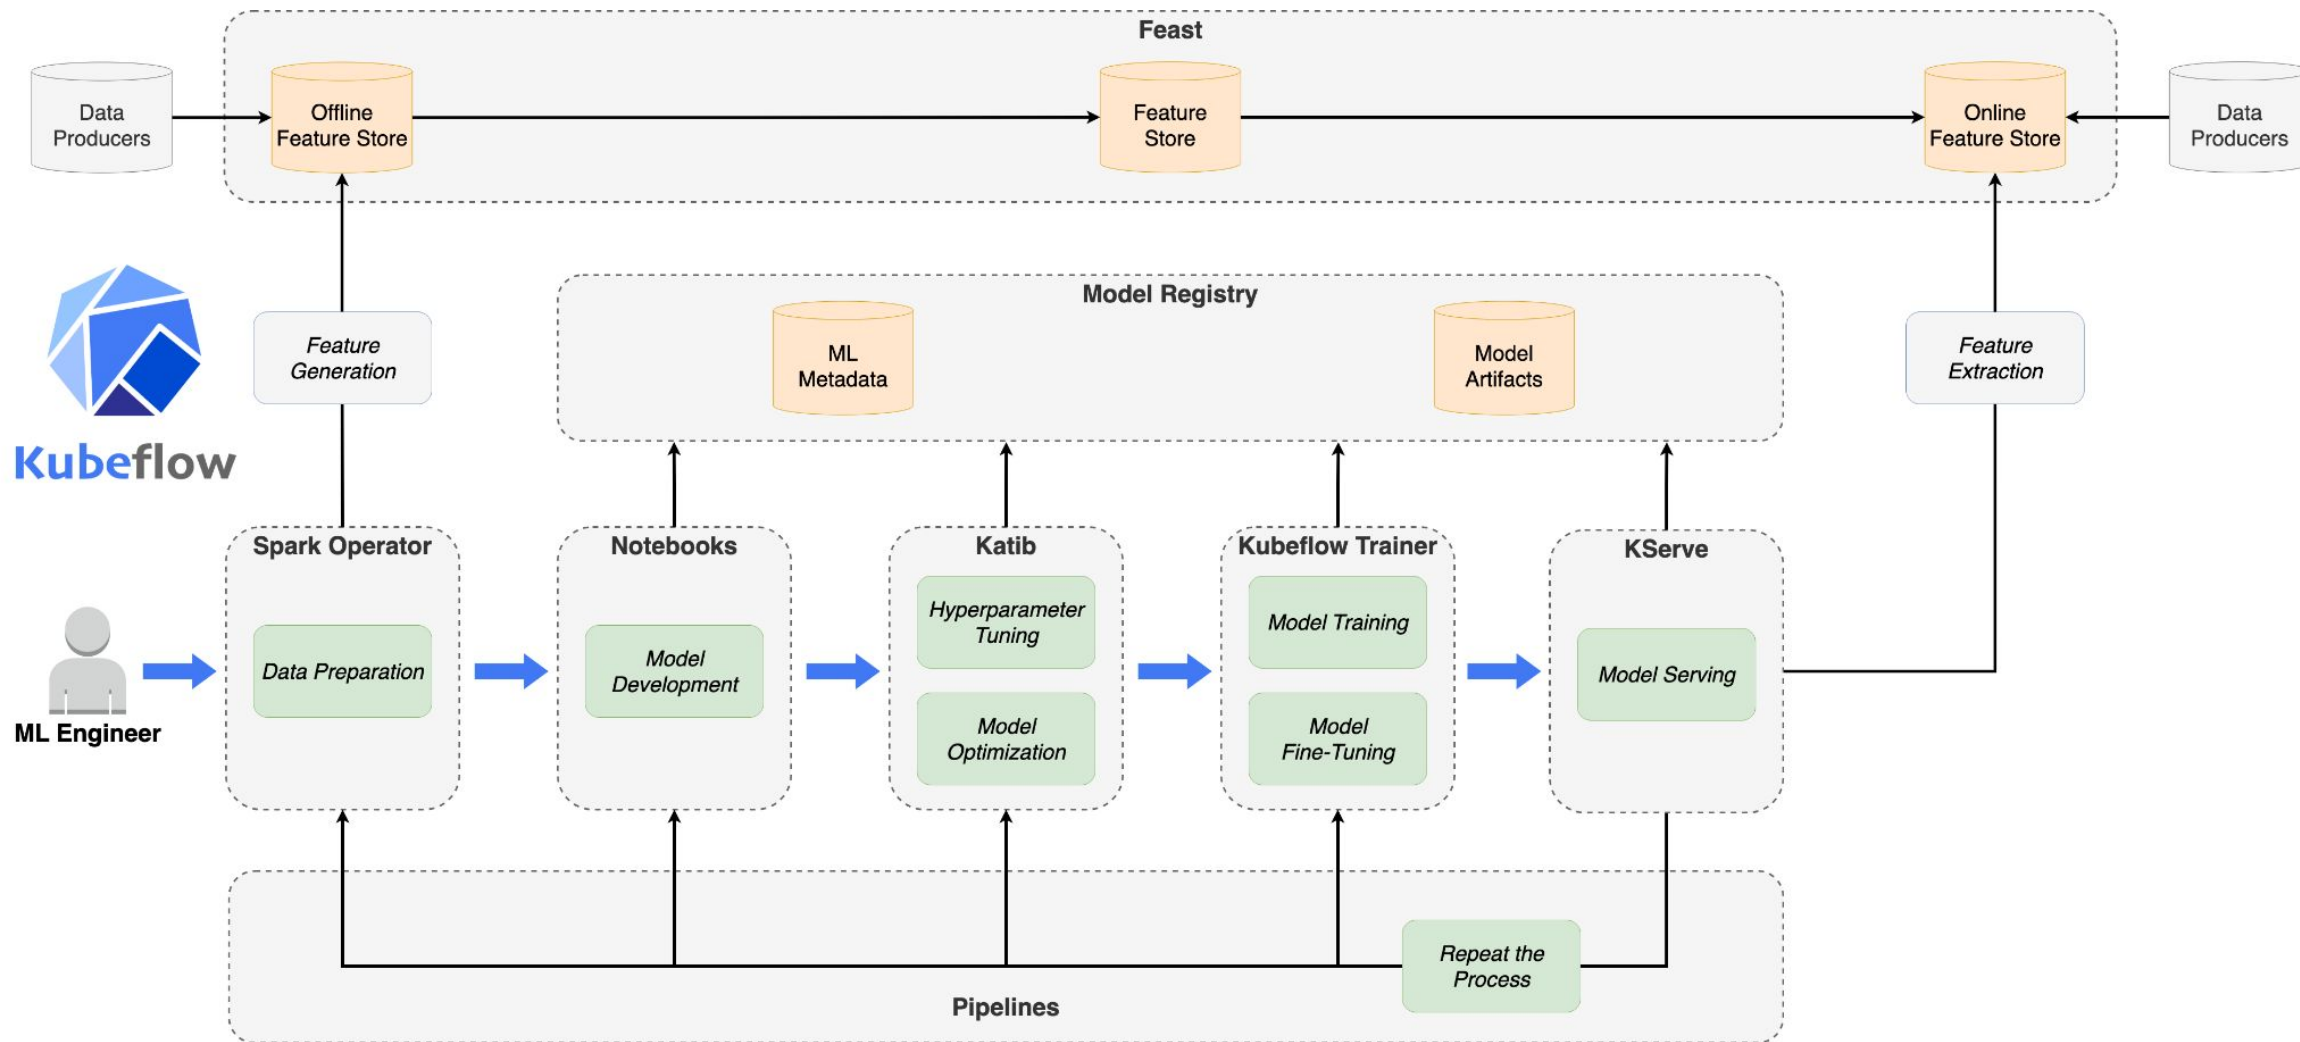 Feast
Data
Producers
Offline
Feature Store
Feature
Store
Online
Feature Store
Data
Producers
Kubeflow
Feature
Generation
Model Registry
ML
Metadata
Model
Artifacts
Feature
Extraction
ML Engineer
Spark Operator
Data Preparation
Notebooks
Model
Development
Katib
Hyperparameter
Tuning
Model
Optimization
Kubeflow Trainer
Model Training
Model
Fine-Tuning
KServe
Model Serving
Repeat the
Process
Pipelines